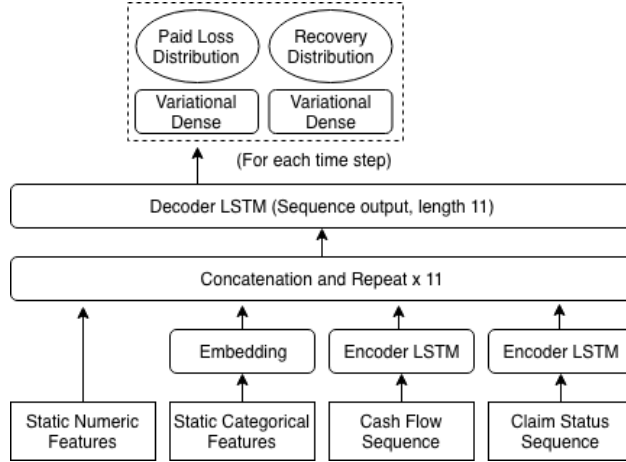 Paid Loss
Distribution
Recovery
Distribution
Variational
Dense
Variational
Dense
(For each time step)
Decoder LSTM (Sequence output, length 11)
Concatenation and Repeat x 11
Embedding
Encoder LSTM
Encoder LSTM
Static Numeric
Features
Static Categorical
Features
Cash Flow
Sequence
Claim Status
Sequence